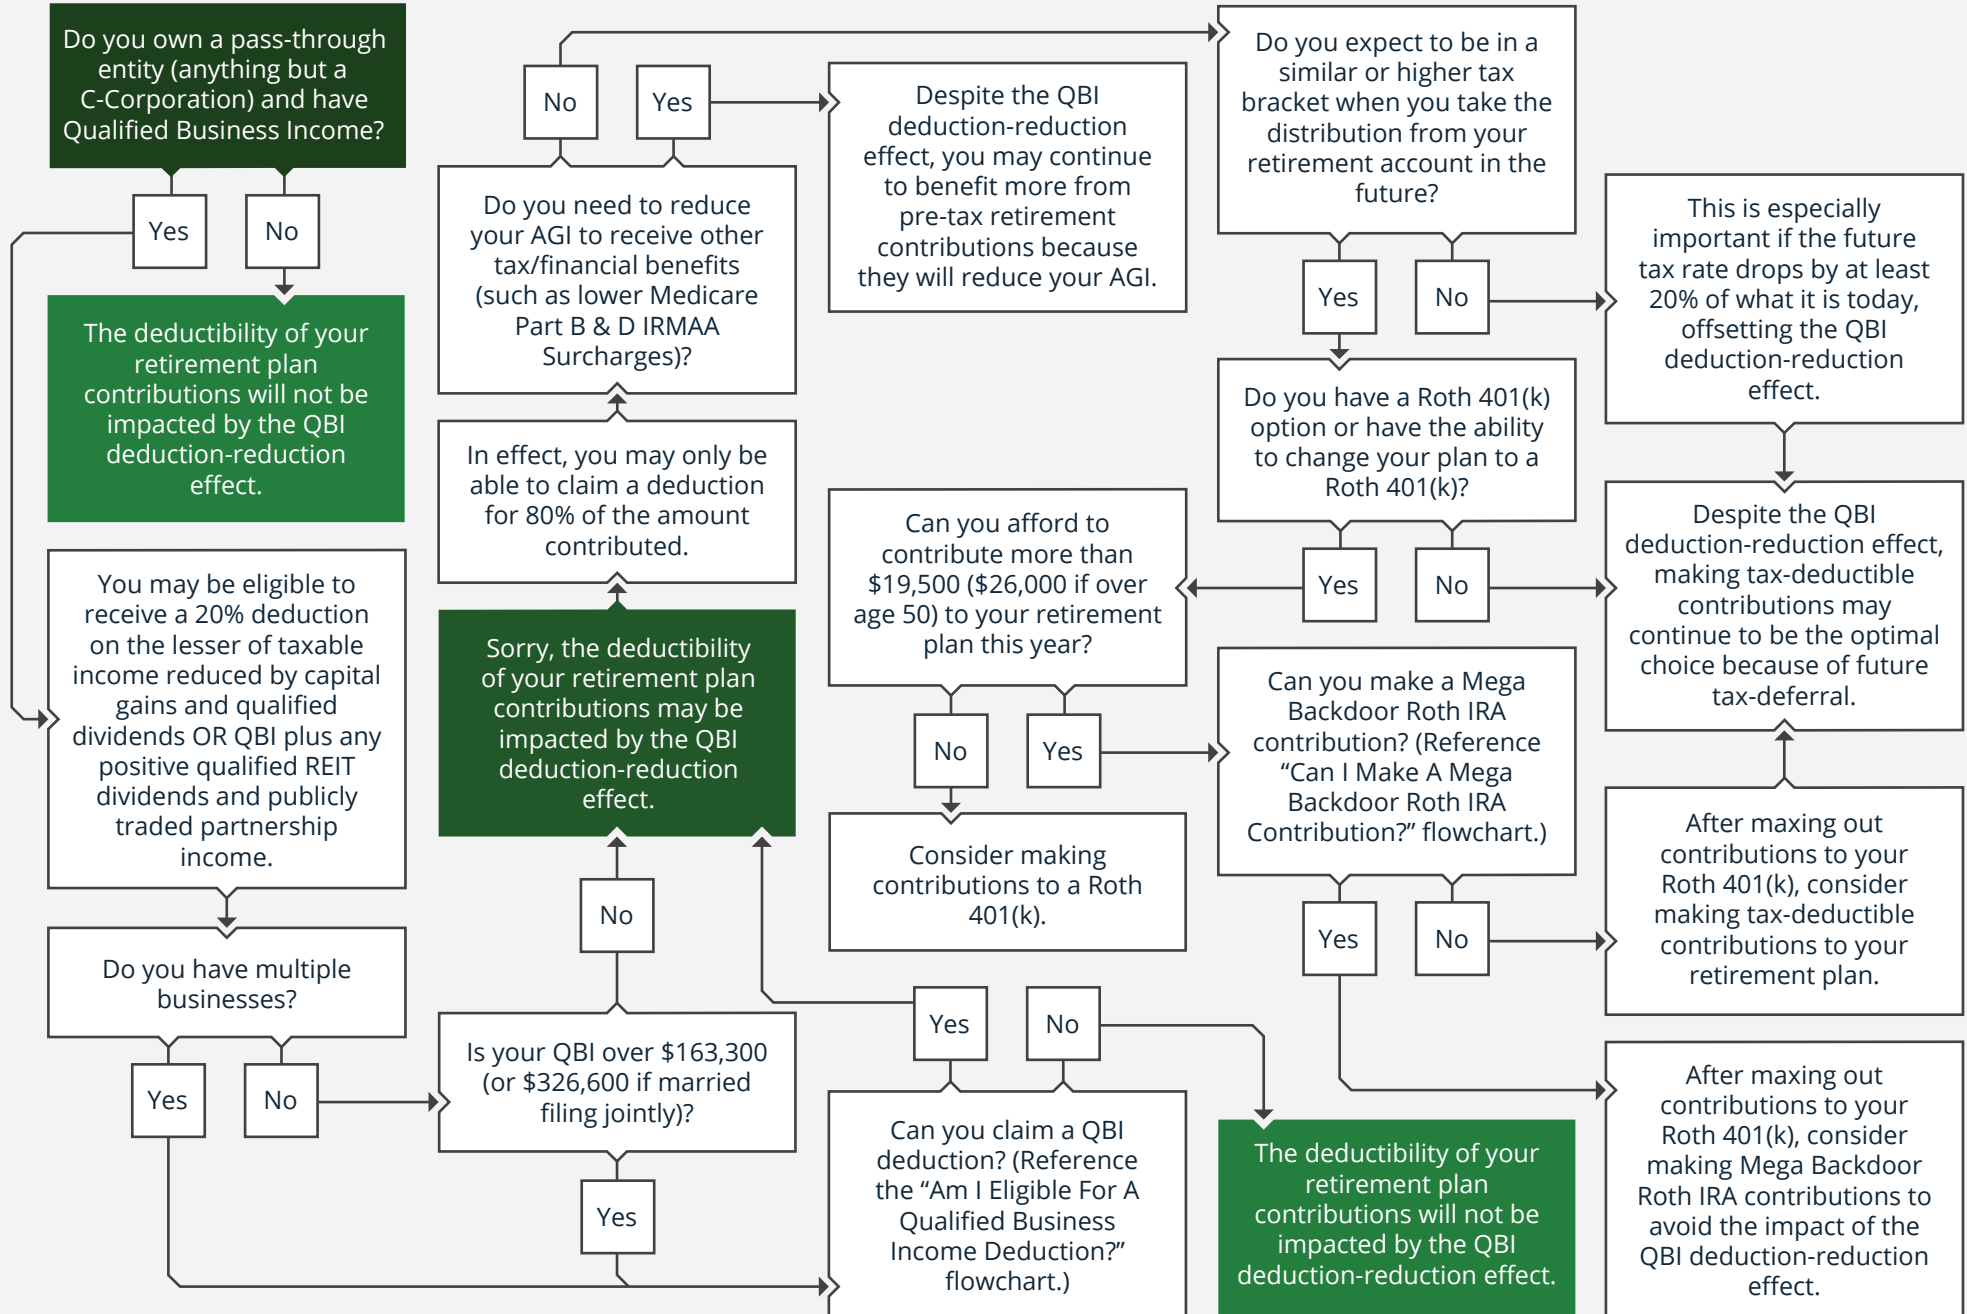 Do you own a pass-through
entity (anything but a
C-Corporation) and have
Qualified Business Income?
Yes
No
The deductibility of your
retirement plan
contributions will not be
impacted by the QBI
deduction-reduction
effect.
You may be eligible to
receive a 20% deduction
on the lesser of taxable
income reduced by capital
gains and qualified
dividends OR QBI plus any
positive qualified REIT
dividends and publicly
traded partnership
income.
Do you have multiple
businesses?
Yes
No
Is your QBI over $163,300
(or $326,600 if married
filing jointly)?
No
Yes
Sorry, the deductibility
of your retirement plan
contributions may be
impacted by the QBI
deduction-reduction
effect.
In effect, you may only be
able to claim a deduction
for 80% of the amount
contributed.
Do you need to reduce
your AGI to receive other
tax/financial benefits
(such as lower Medicare
Part B & D IRMAA
Surcharges)?
No
Yes
Despite the QBI
deduction-reduction
effect, you may continue
to benefit more from
pre-tax retirement
contributions because
they will reduce your AGI.
Can you afford to
contribute more than
$19,500 ($26,000 if over
age 50) to your retirement
plan this year?
No
Yes
Consider making
contributions to a Roth
401(k).
Yes
No
Can you claim a QBI
deduction? (Reference
the “Am I Eligible For A
Qualified Business
Income Deduction?”
flowchart.)
Do you expect to be in a
similar or higher tax
bracket when you take the
distribution from your
retirement account in the
future?
Yes
No
Do you have a Roth 401(k)
option or have the ability
to change your plan to a
Roth 401(k)?
Yes
No
Can you make a Mega
Backdoor Roth IRA
contribution? (Reference
“Can I Make A Mega
Backdoor Roth IRA
Contribution?” flowchart.)
Yes
No
The deductibility of your
retirement plan
contributions will not be
impacted by the QBI
deduction-reduction effect.
This is especially
important if the future
tax rate drops by at least
20% of what it is today,
offsetting the QBI
deduction-reduction
effect.
Despite the QBI
deduction-reduction effect,
making tax-deductible
contributions may
continue to be the optimal
choice because of future
tax-deferral.
After maxing out
contributions to your
Roth 401(k), consider
making tax-deductible
contributions to your
retirement plan.
After maxing out
contributions to your
Roth 401(k), consider
making Mega Backdoor
Roth IRA contributions to
avoid the impact of the
QBI deduction-reduction
effect.